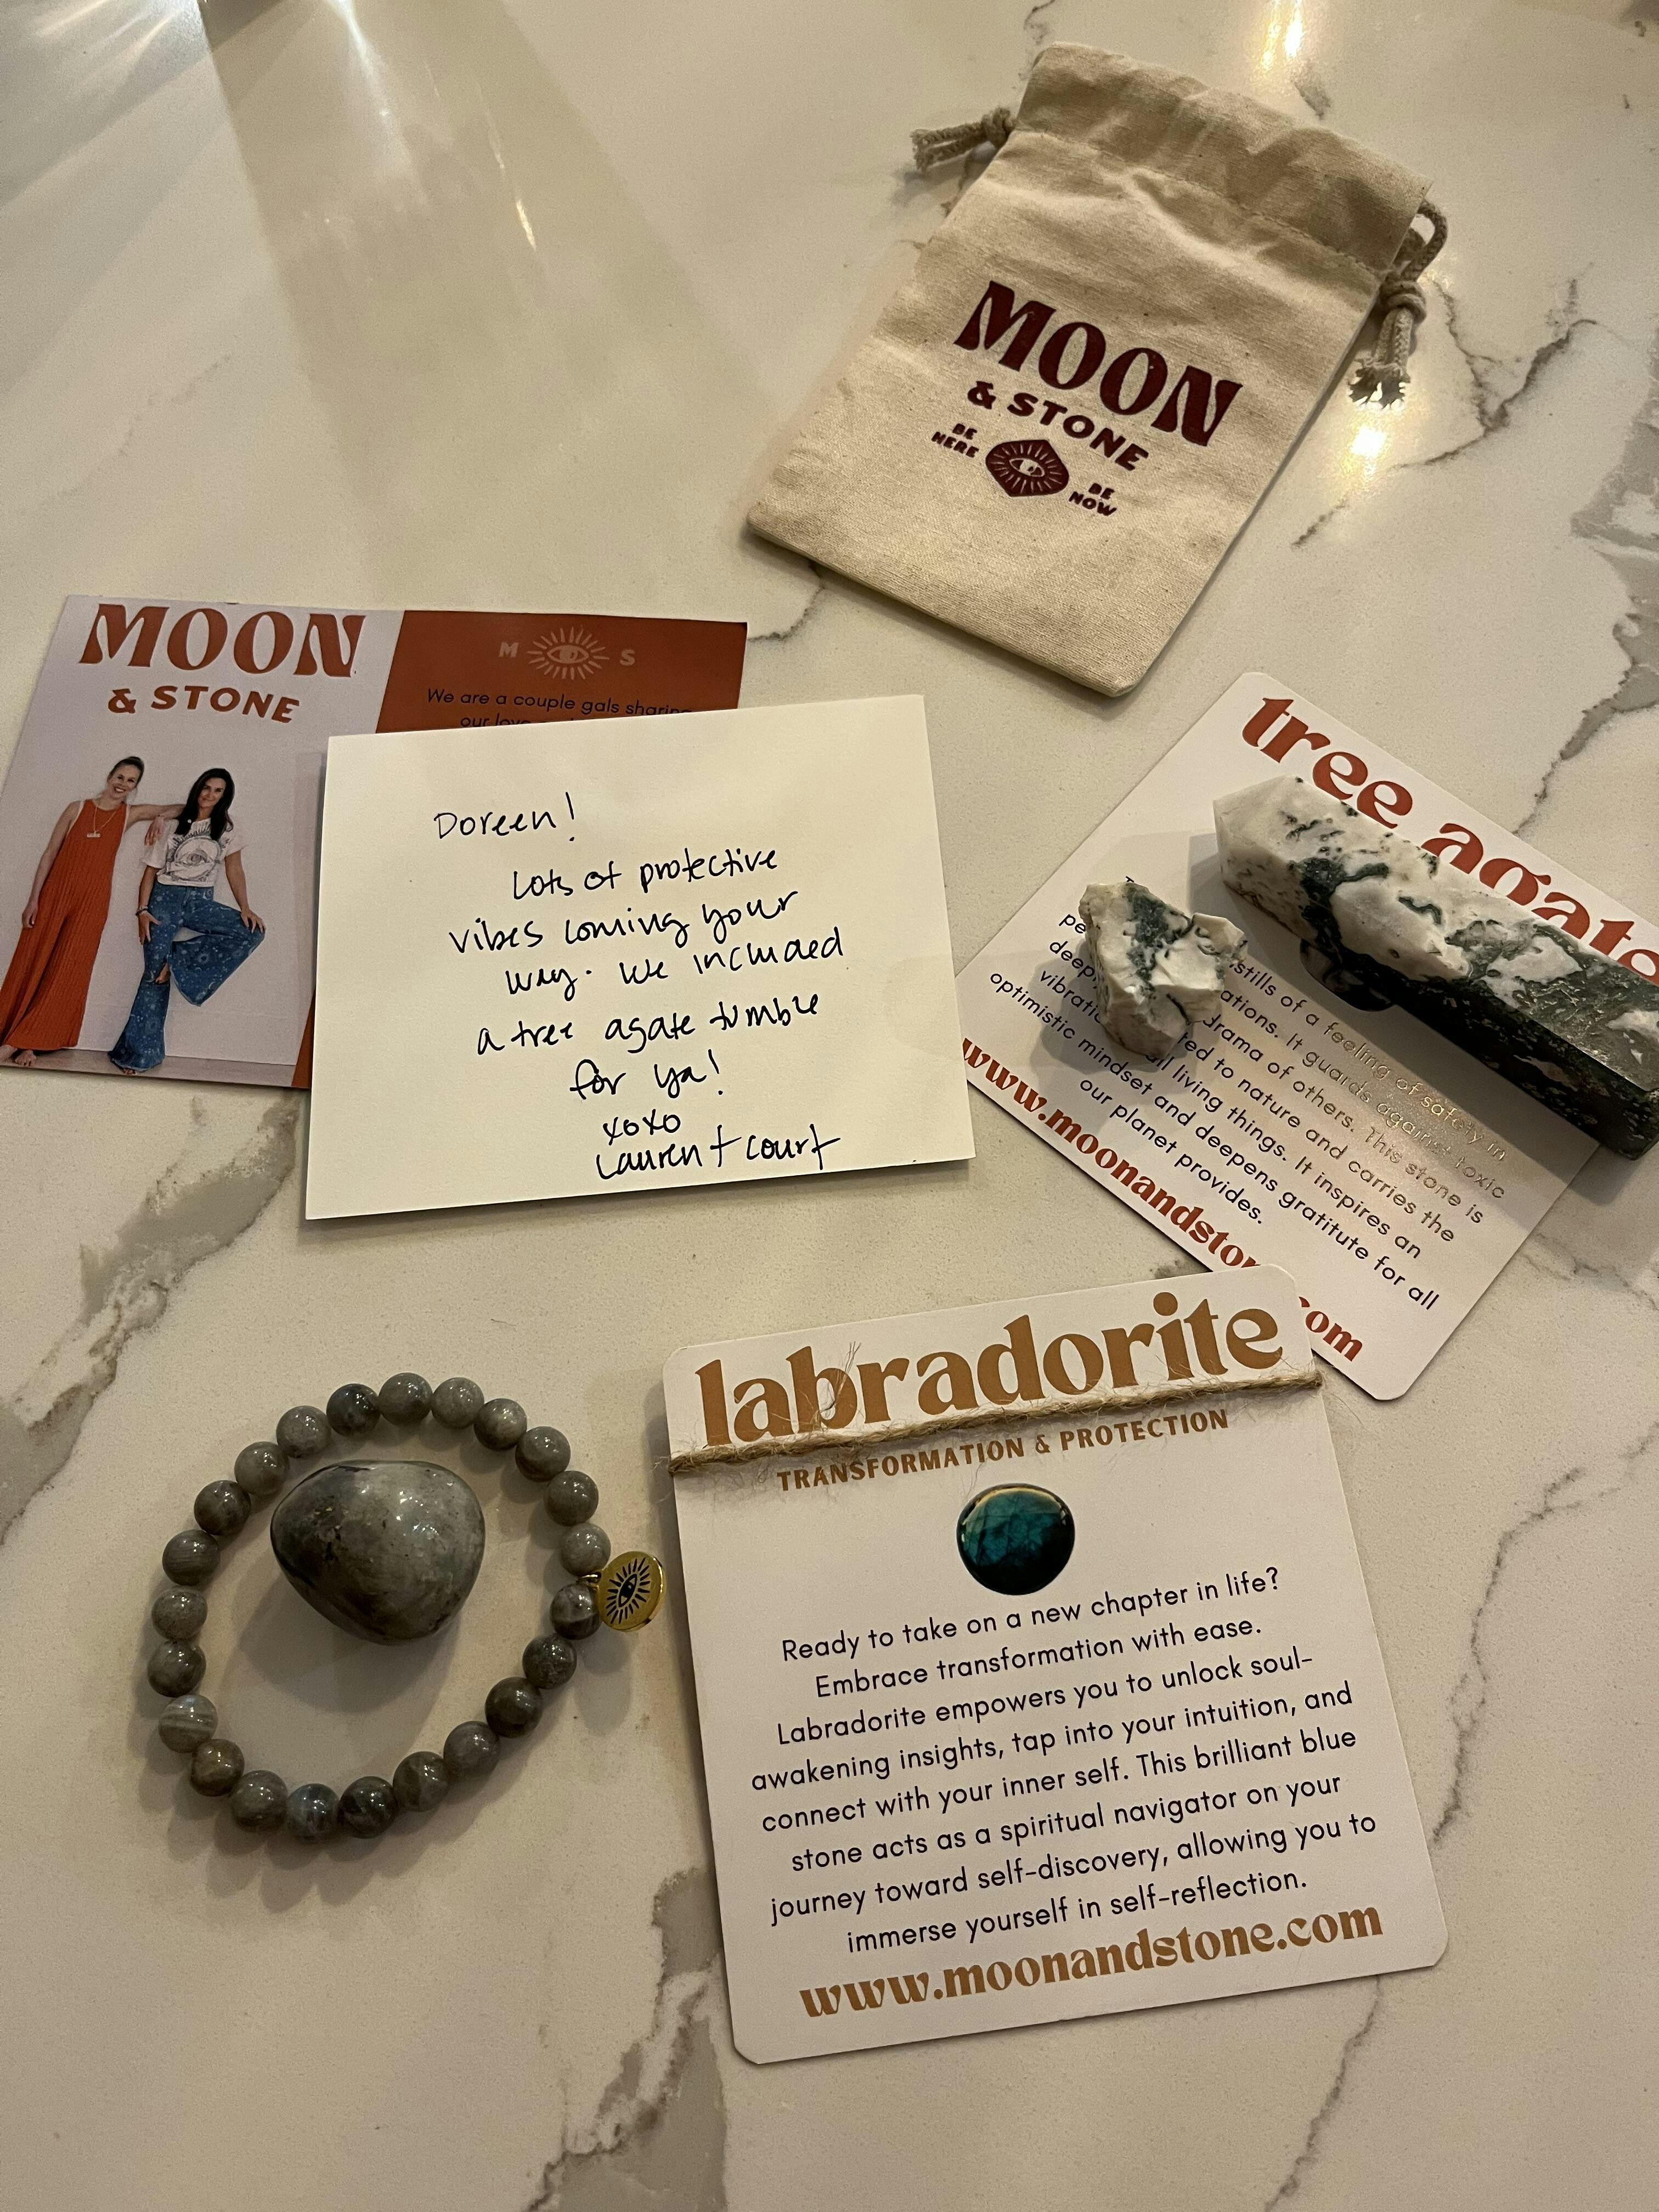 MOON
& STONE
BE
HERE
BE
NOW
MOON
& STONE
M S
We are a couple gals sharing
our love
Doreen!
Lots of protective
vibes coming your
way. We included
a tree agate tumble
for ya!
xoxo
Lauren + Court
tree agate
stills of a feeling of safety in
deep ations. It guards against toxic
drama of others. This stone is
ted to nature and carries the
all living things. It inspires an
optimistic mindset and deepens gratitude for all
our planet provides.
www.moonandstone.com
labradorite
TRANSFORMATION & PROTECTION
Ready to take on a new chapter in life?
Embrace transformation with ease.
Labradorite empowers you to unlock soul-
awakening insights, tap into your intuition, and
connect with your inner self. This brilliant blue
stone acts as a spiritual navigator on your
journey toward self-discovery, allowing you to
immerse yourself in self-reflection.
www.moonandstone.com